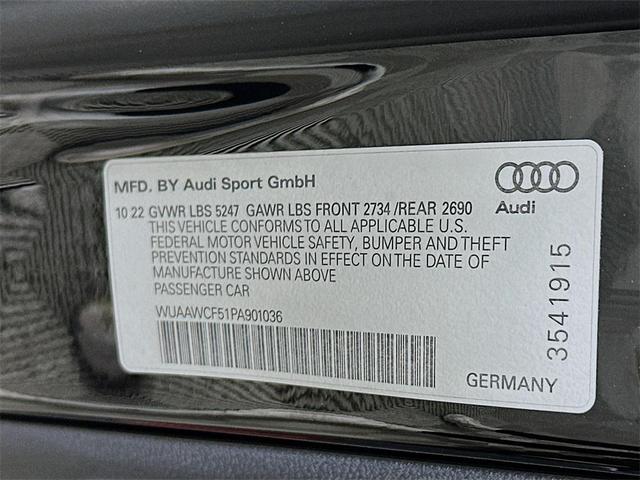 MFD. BY Audi Sport GmbH
Audi
10 22 GVWR LBS 5247 GAWR LBS FRONT 2734 /REAR 2690
THIS VEHICLE CONFORMS TO ALL APPLICABLE U.S.
FEDERAL MOTOR VEHICLE SAFETY, BUMPER AND THEFT
PREVENTION STANDARDS IN EFFECT ON THE DATE OF
MANUFACTURE SHOWN ABOVE
PASSENGER CAR
WUAAWCF51PA901036
3541915
GERMANY